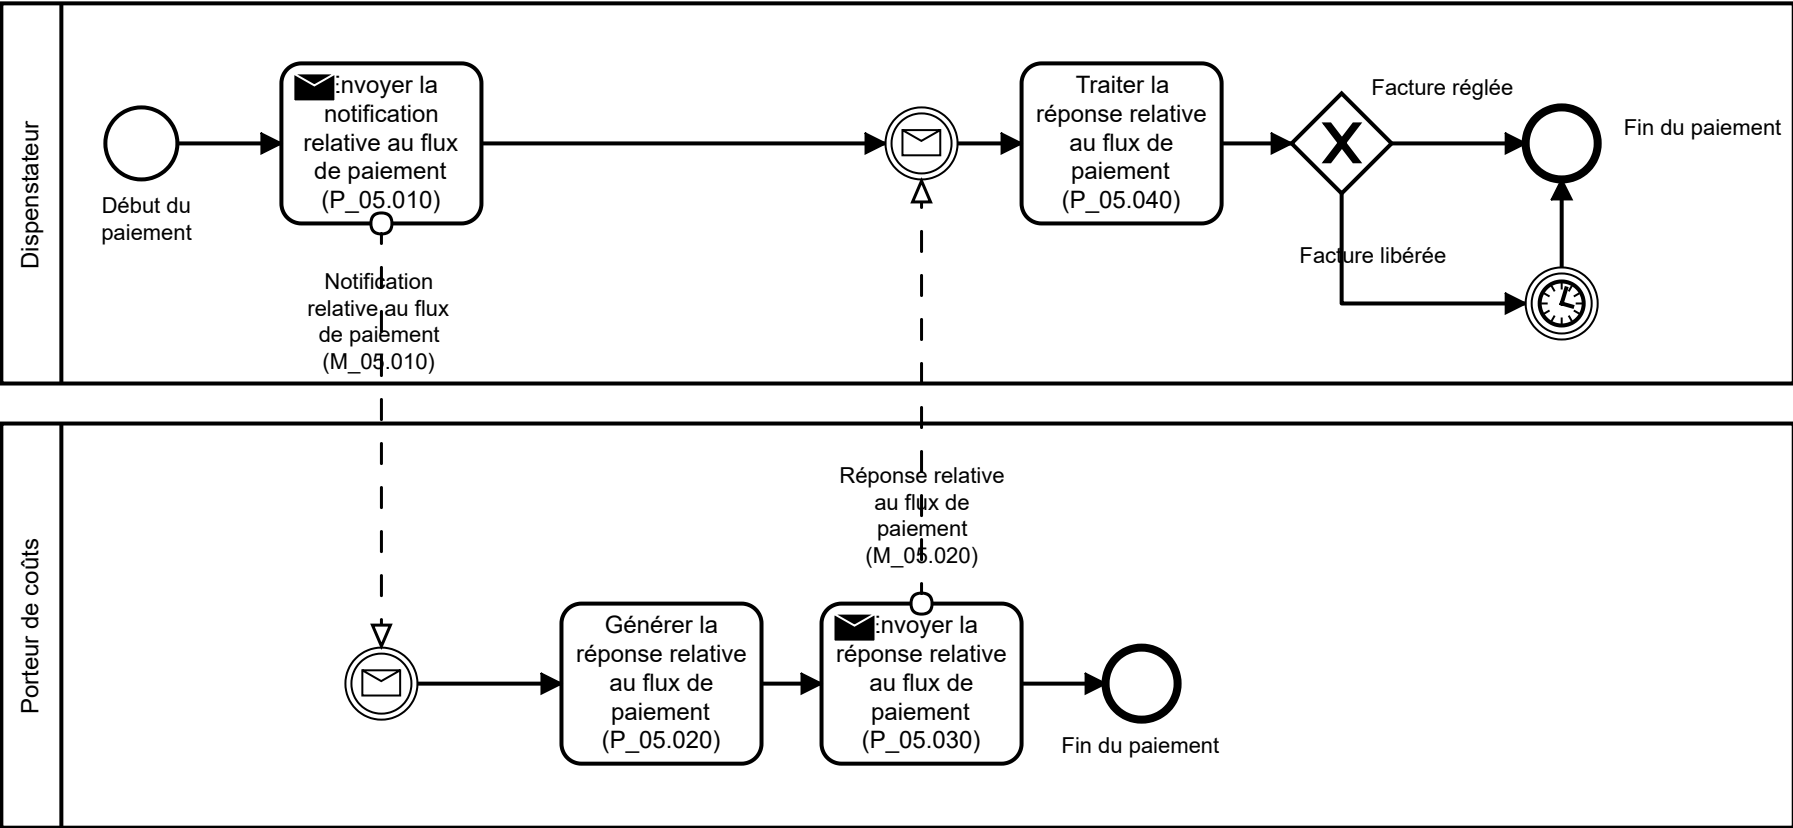 Dispenstateur
Début du
paiement
Envoyer la
notification
relative au flux
de paiement
(P_05.010)
Notification
relative au flux
de paiement
(M_05.010)
Traiter la
réponse relative
au flux de
paiement
(P_05.040)
Facture réglée
Facture libérée
Fin du paiement
Porteur de coûts
Générer la
réponse relative
au flux de
paiement
(P_05.020)
Réponse relative
au flux de
paiement
(M_05.020)
Envoyer la
réponse relative
au flux de
paiement
(P_05.030)
Fin du paiement